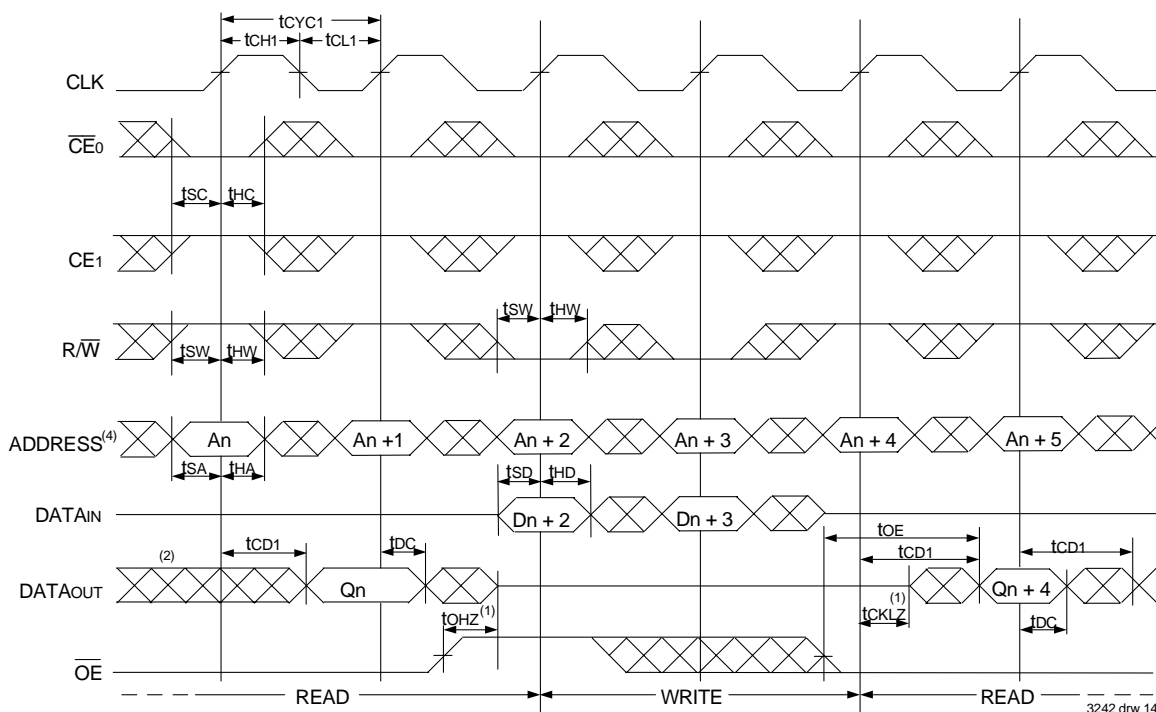 tCYC1
tCH1 tCL1
CLK
CE0
tSC tHC
CE1
tSW tHW
R/W
tSW tHW
ADDRESS(4) An An +1 An + 2 An + 3 An + 4 An + 5
tSA tHA tSD tHD
DATAIN Dn + 2 Dn + 3
tOE
(2) tCD1 tDC tCD1 tCD1
DATAOUT Qn Qn + 4
tOHZ(1) tCKLZ(1) tDC
OE
READ WRITE READ
3242 drw 14